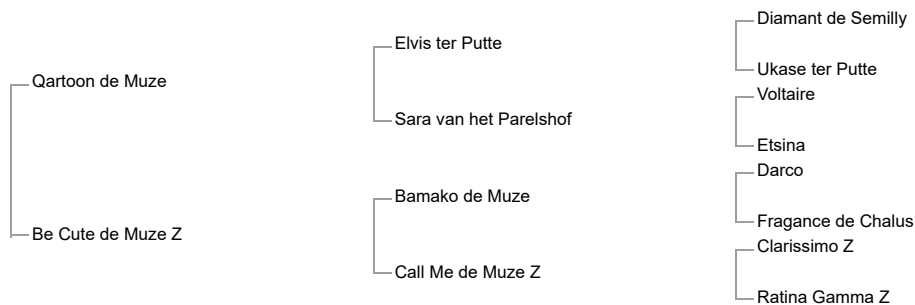 Diamant de Semilly
Elvis ter Putte
Ukase ter Putte
Qartoon de Muze
Voltaire
Sara van het Parelshof
Etsina
Darco
Bamako de Muze
Fragance de Chalus
Be Cute de Muze Z
Clarissimo Z
Call Me de Muze Z
Ratina Gamma Z